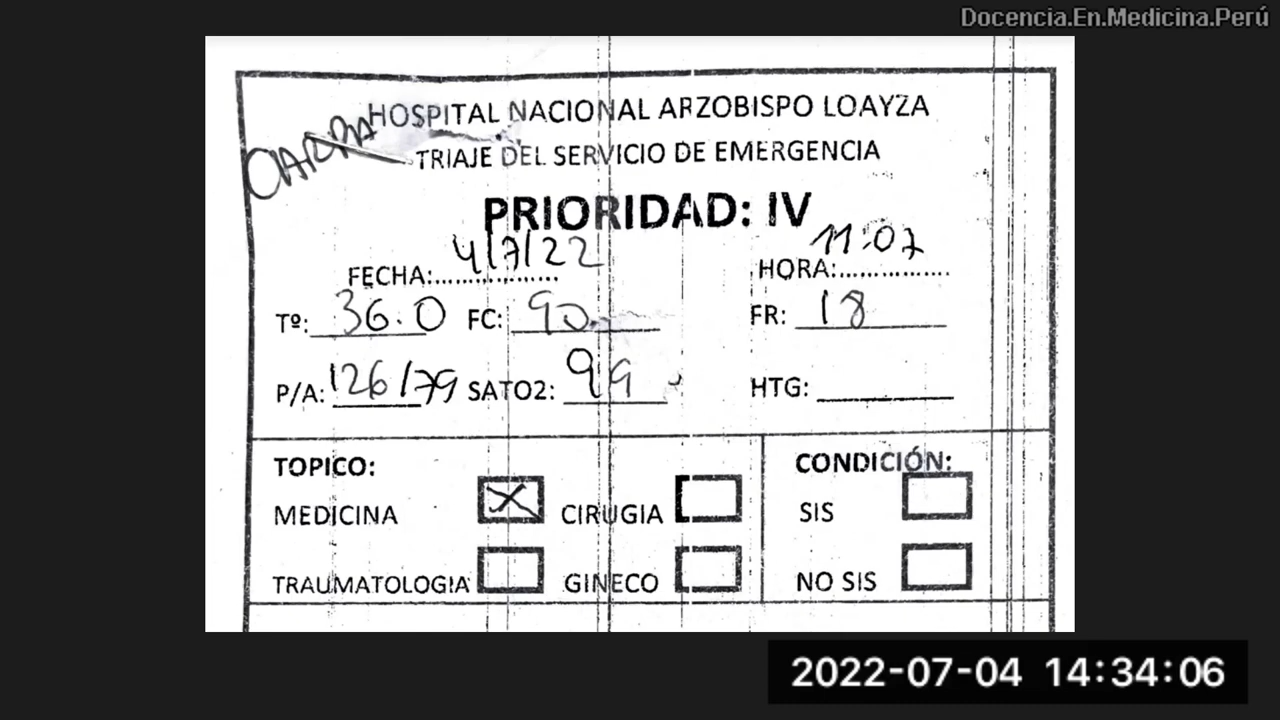 Docencia.En.Medicina.Perú
HOSPITAL NACIONAL ARZOBISPO LOAYZA
TRIAJE DEL SERVICIO DE EMERGENCIA
PRIORIDAD: IV
FECHA: 4/7/22 HORA: 11:07
Tº: 36.0 FC: 90 FR: 18
P/A: 126/79 SATO2: 99 HTG:
TOPICO: CONDICIÓN:
MEDICINA X CIRUGIA SIS
TRAUMATOLOGIA GINECO NO SIS
2022-07-04 14:34:06